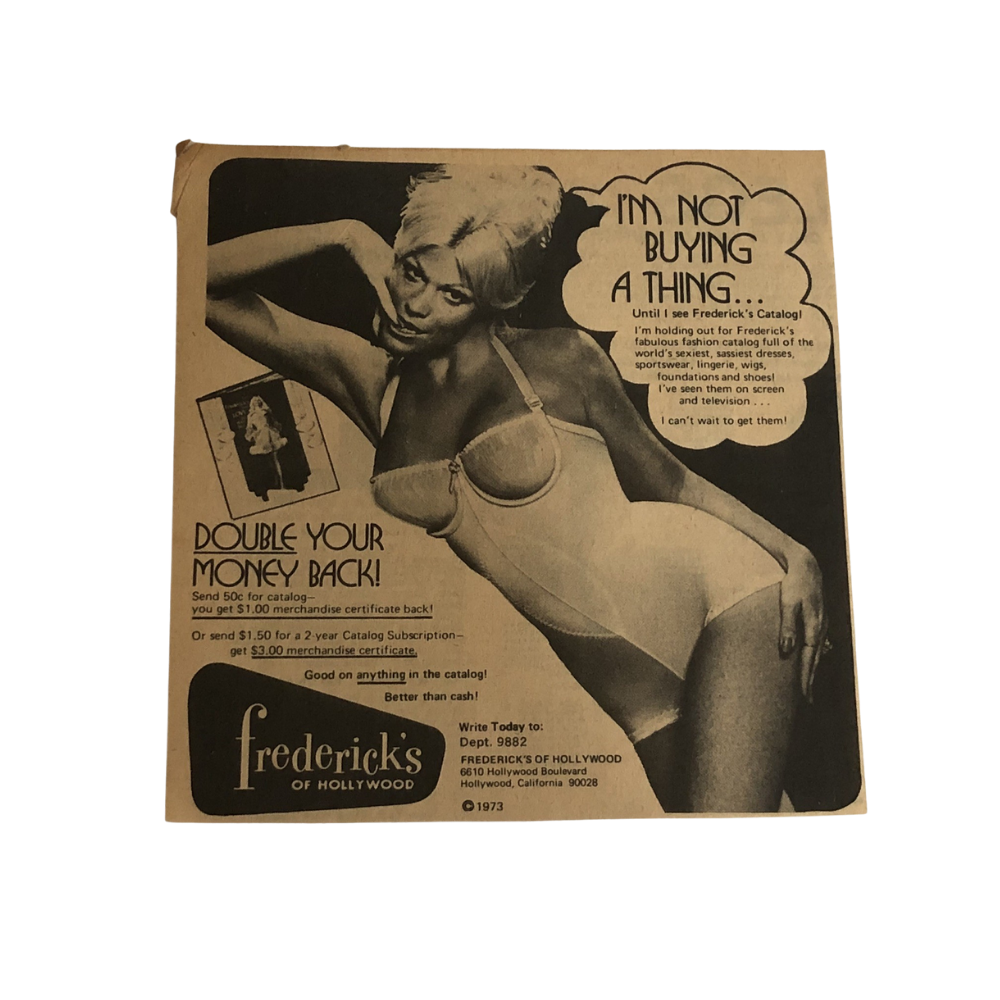 I'M NOT
BUYING
A THING...
Until I see Frederick's Catalog!
I'm holding out for Frederick's
fabulous fashion catalog full of the
world's sexiest, sassiest dresses,
sportswear, lingerie, wigs,
foundations and shoes!
I've seen them on screen
and television . . .
I can't wait to get them!
DOUBLE YOUR
MONEY BACK!
Send 50c for catalog—
you get $1.00 merchandise certificate back!
Or send $1.50 for a 2-year Catalog Subscription—
get $3.00 merchandise certificate.
Good on anything in the catalog!
Better than cash!
frederick's
OF HOLLYWOOD
Write Today to:
Dept. 9882
FREDERICK'S OF HOLLYWOOD
6610 Hollywood Boulevard
Hollywood, California 90028
© 1973